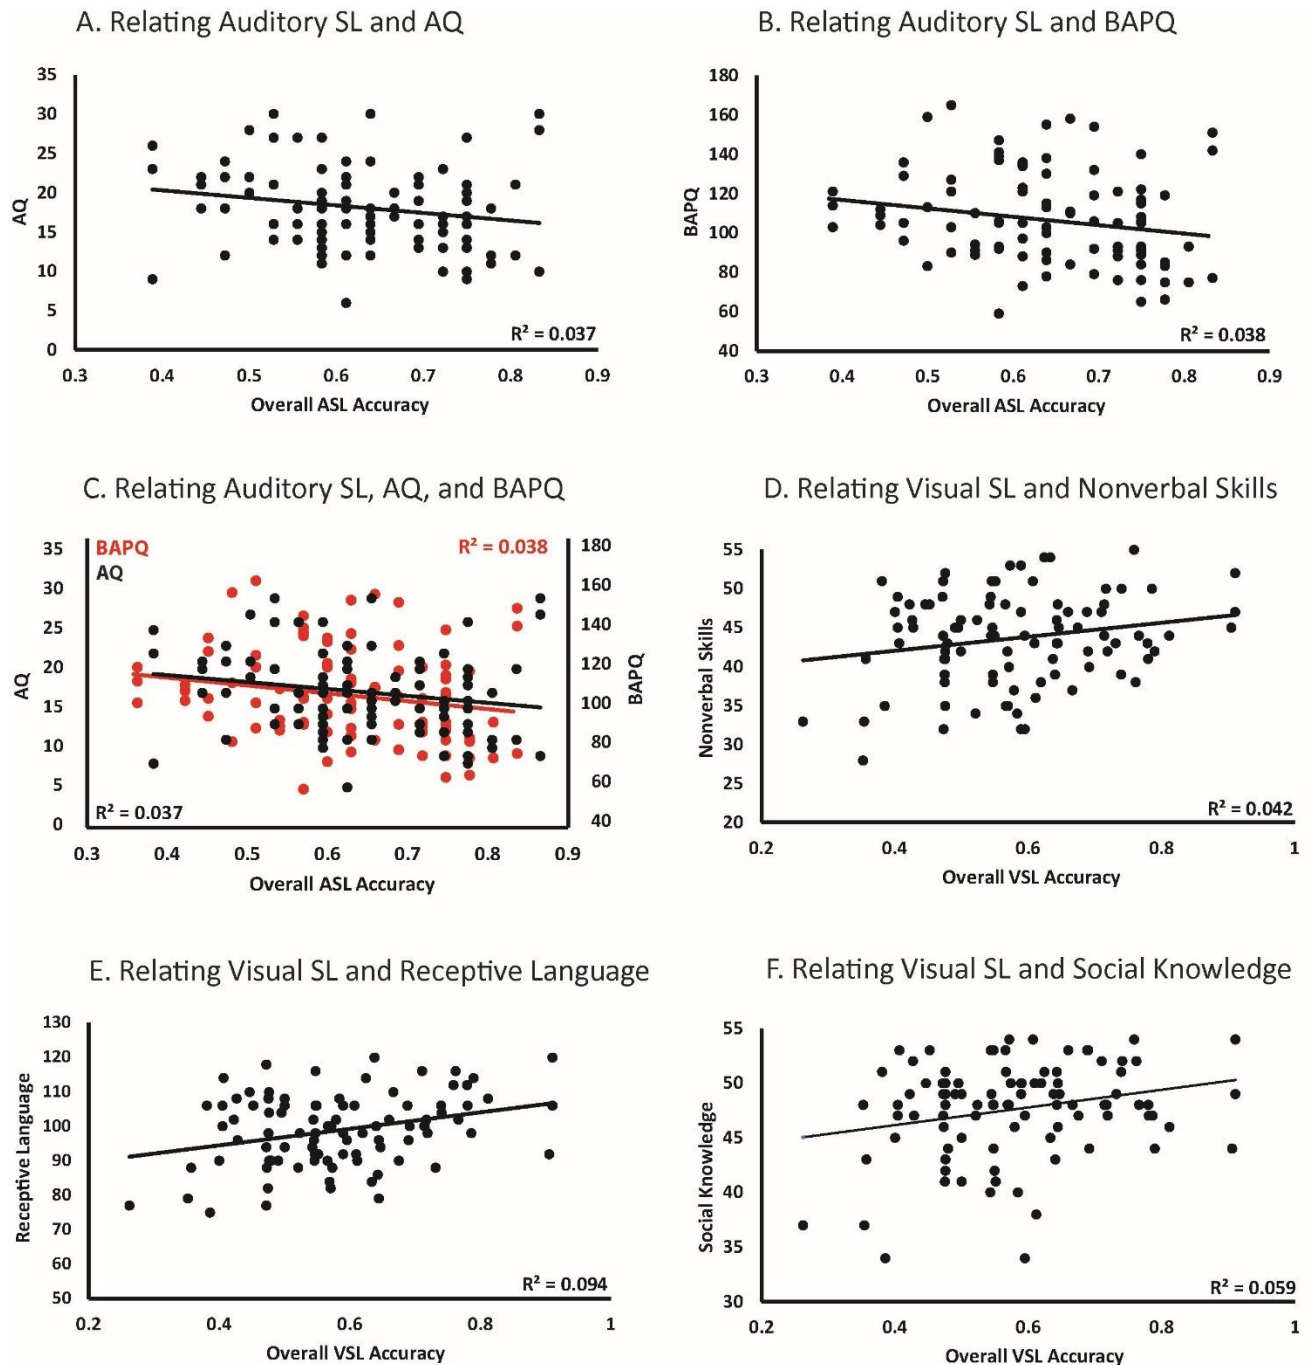 A. Relating Auditory SL and AQ
35
30
25
20
15
10
5
0
AQ
R² = 0.037
0.3 0.4 0.5 0.6 0.7 0.8 0.9
Overall ASL Accuracy
B. Relating Auditory SL and BAPQ
180
160
140
120
100
80
60
40
BAPQ
R² = 0.038
0.3 0.4 0.5 0.6 0.7 0.8 0.9
Overall ASL Accuracy
C. Relating Auditory SL, AQ, and BAPQ
BAPQ
AQ
R² = 0.038
35
30
25
20
15
10
5
0
AQ
180
160
140
120
100
80
60
40
BAPQ
R² = 0.037
0.3 0.4 0.5 0.6 0.7 0.8 0.9
Overall ASL Accuracy
D. Relating Visual SL and Nonverbal Skills
55
50
45
40
35
30
25
20
Nonverbal Skills
R² = 0.042
0.2 0.4 0.6 0.8 1
Overall VSL Accuracy
E. Relating Visual SL and Receptive Language
130
120
110
100
90
80
70
60
50
Receptive Language
R² = 0.094
0.2 0.4 0.6 0.8 1
Overall VSL Accuracy
F. Relating Visual SL and Social Knowledge
55
50
45
40
35
30
Social Knowledge
R² = 0.059
0.2 0.4 0.6 0.8 1
Overall VSL Accuracy